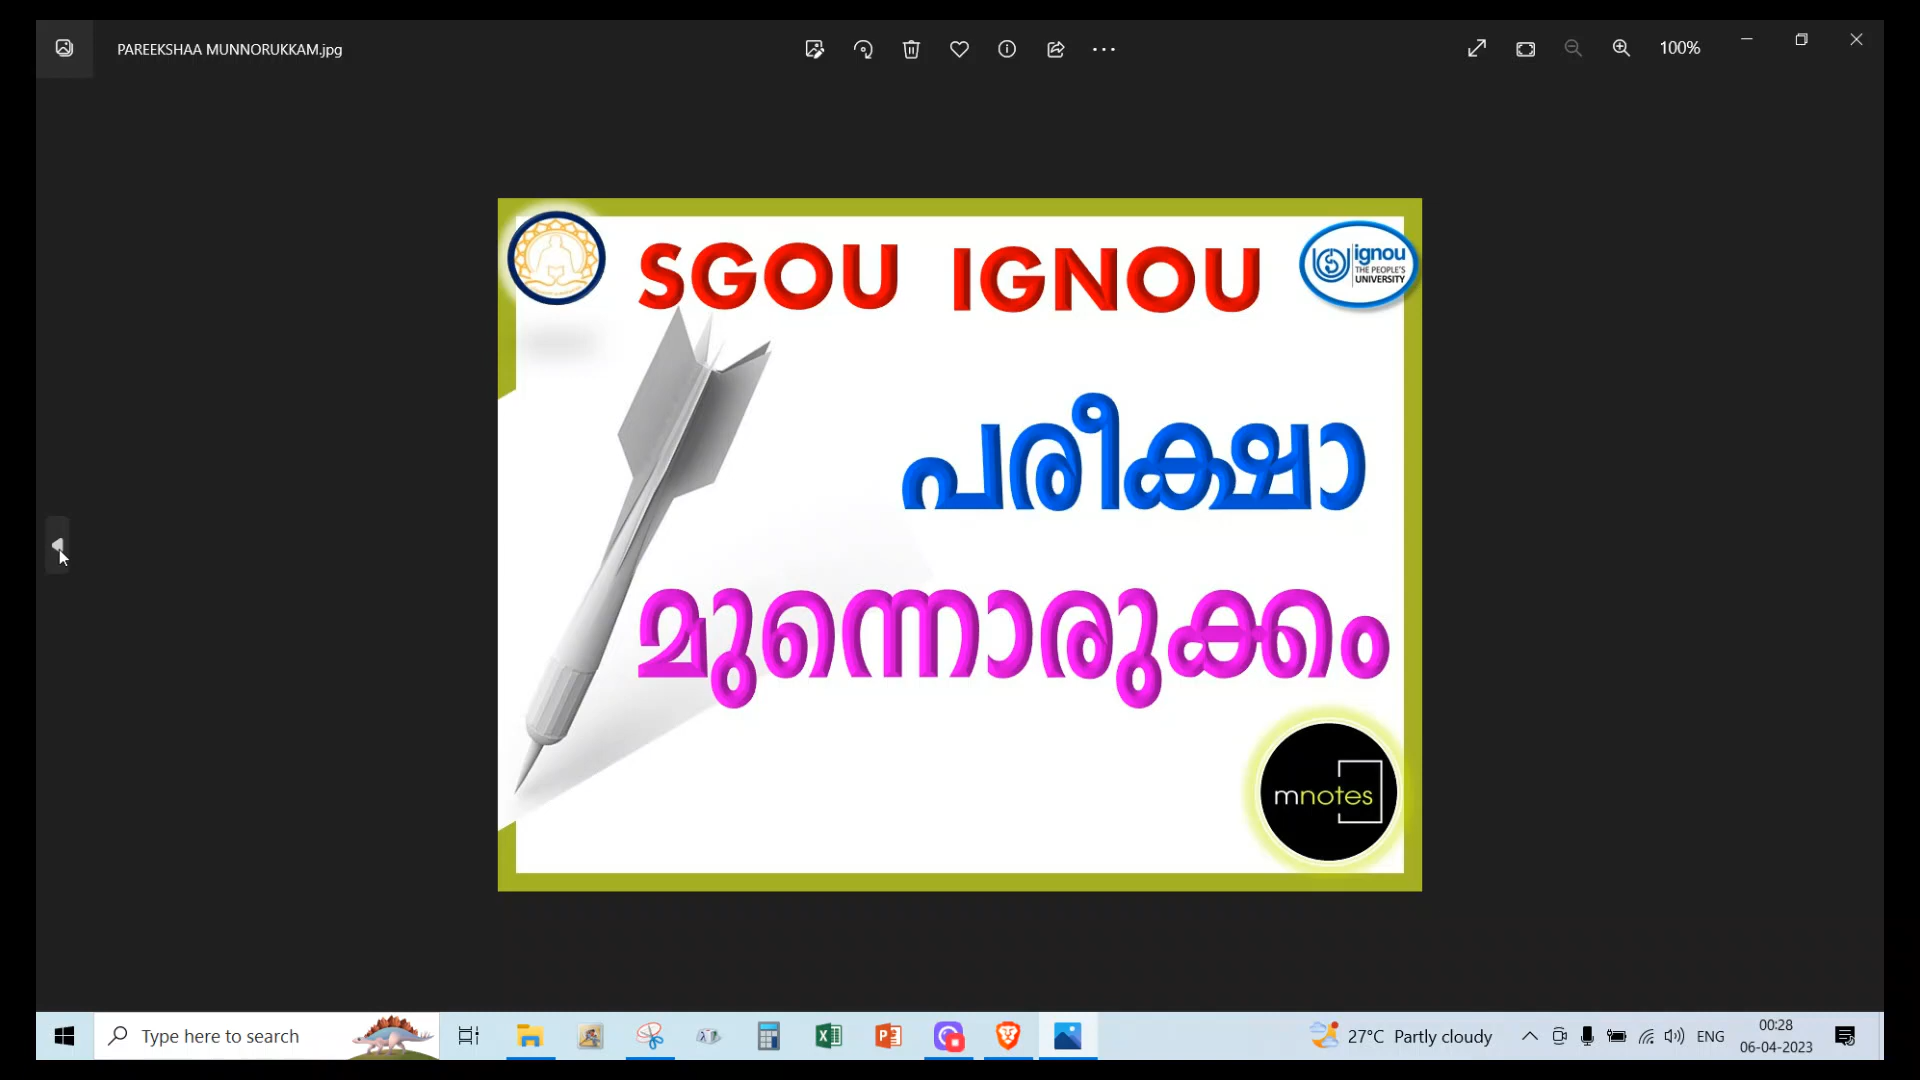 PAREEKSHAA MUNNORUKKAM.jpg
100%
SGOU IGNOU
ignou
THE PEOPLE'S
UNIVERSITY
പരീക്ഷാ
മുന്നൊരുക്കം
mnotes
Type here to search
27°C Partly cloudy
ENG
00:28
06-04-2023